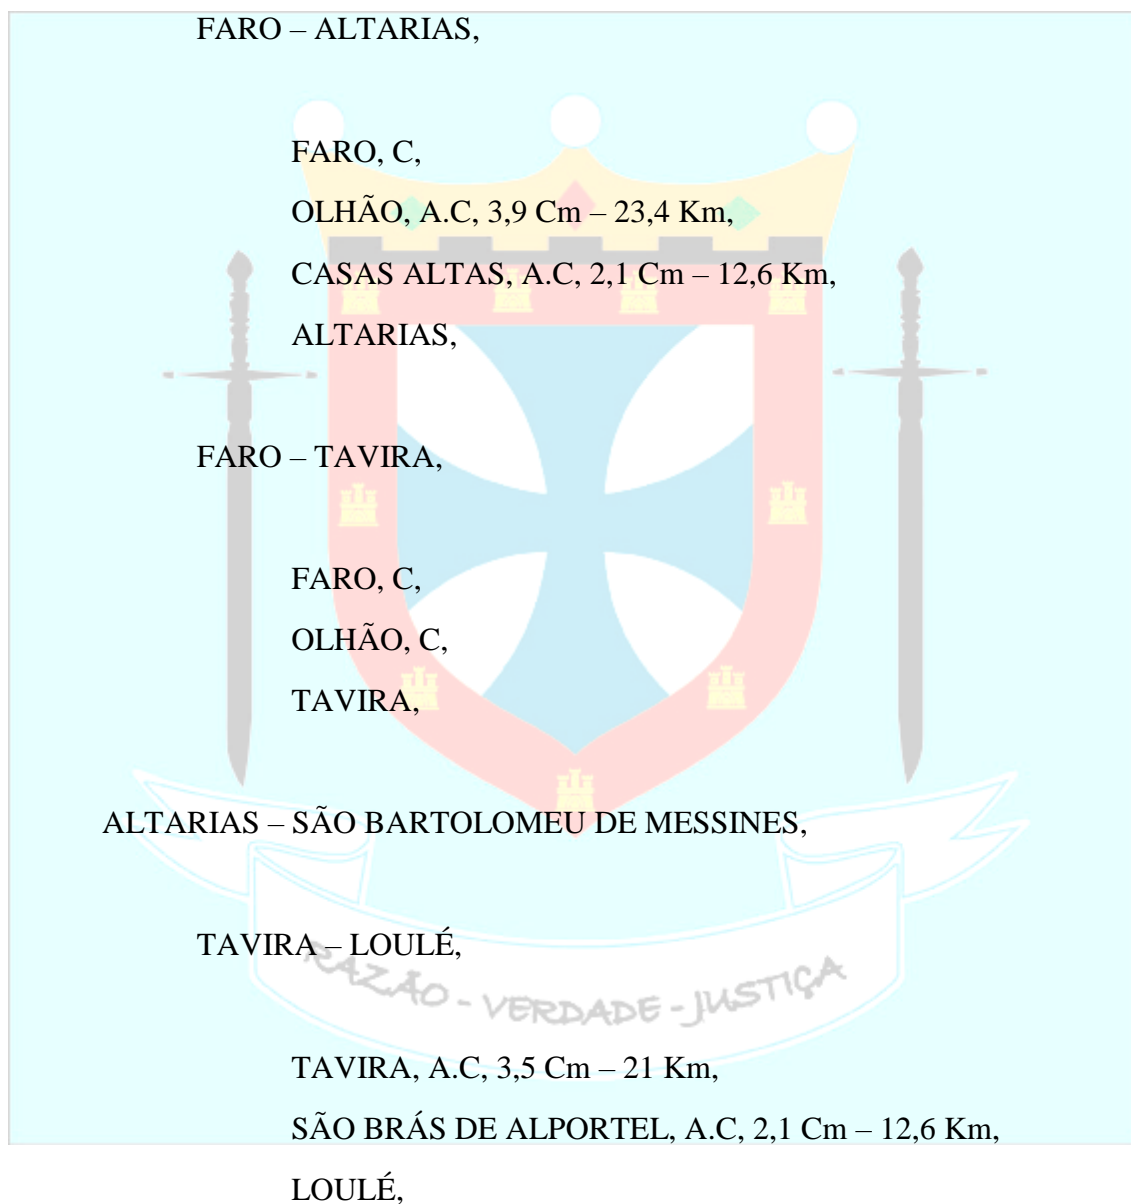 FARO – ALTARIAS,
FARO, C,
OLHÃO, A.C, 3,9 Cm – 23,4 Km,
CASAS ALTAS, A.C, 2,1 Cm – 12,6 Km,
ALTARIAS,
FARO – TAVIRA,
FARO, C,
OLHÃO, C,
TAVIRA,
ALTARIAS – SÃO BARTOLOMEU DE MESSINES,
TAVIRA – LOULÉ,
RAZÃO - VERDADE - JUSTIÇA
TAVIRA, A.C, 3,5 Cm – 21 Km,
SÃO BRÁS DE ALPORTEL, A.C, 2,1 Cm – 12,6 Km,
LOULÉ,